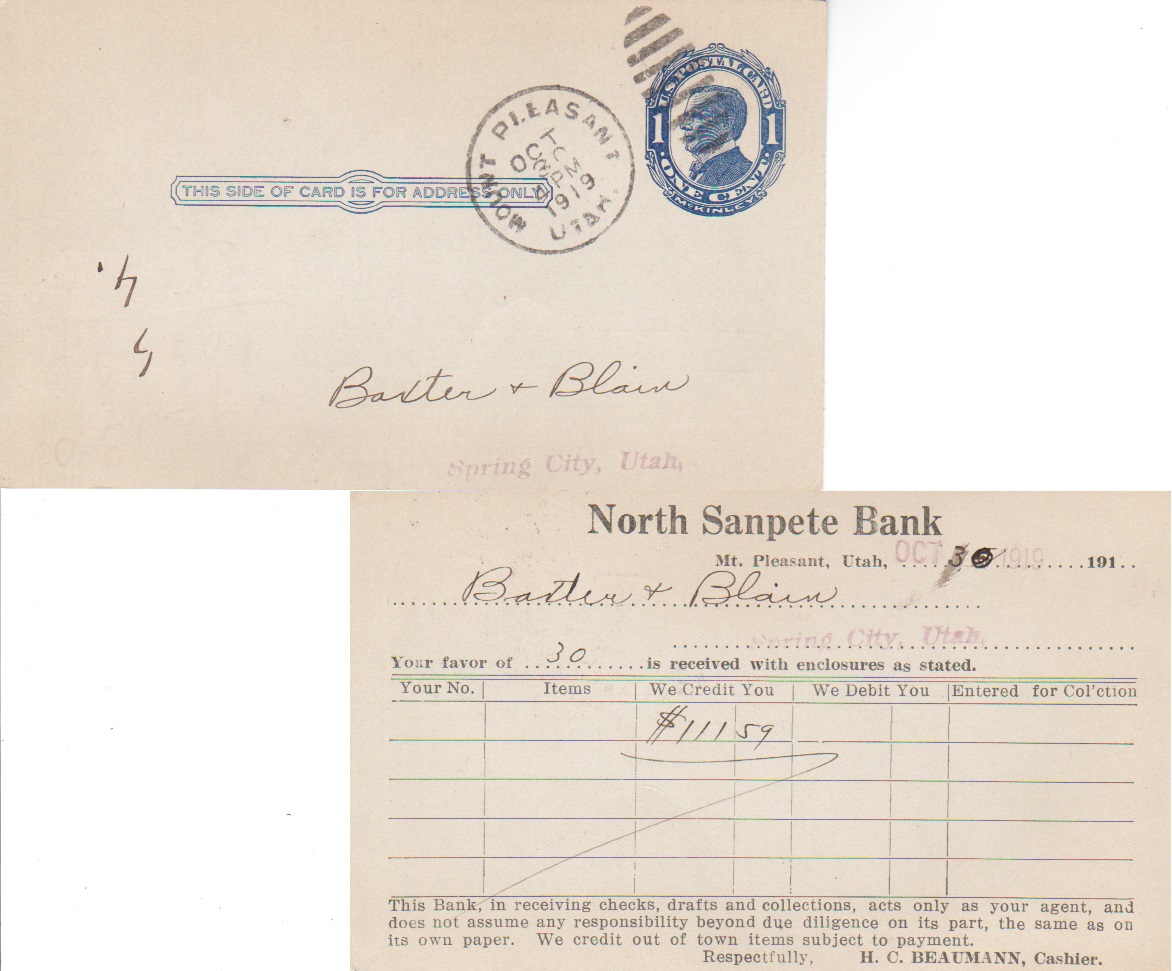 U.S. POSTAL CARD
1 1
ONE CENT
McKINLEY
MOUNT PLEASANT
OCT
PM
1919
UTAH.
THIS SIDE OF CARD IS FOR ADDRESS ONLY
Baxter + Blain
Spring City, Utah,
North Sanpete Bank
Mt. Pleasant, Utah, OCT 30 1919 191
Baxter + Blain
Spring City, Utah,
Your favor of 30 is received with enclosures as stated.
Your No. Items We Credit You We Debit You Entered for Col'ction
$111 59
This Bank, in receiving checks, drafts and collections, acts only as your agent, and
does not assume any responsibility beyond due diligence on its part, the same as on
its own paper. We credit out of town items subject to payment.
Respectfully, H. C. BEAUMANN, Cashier.